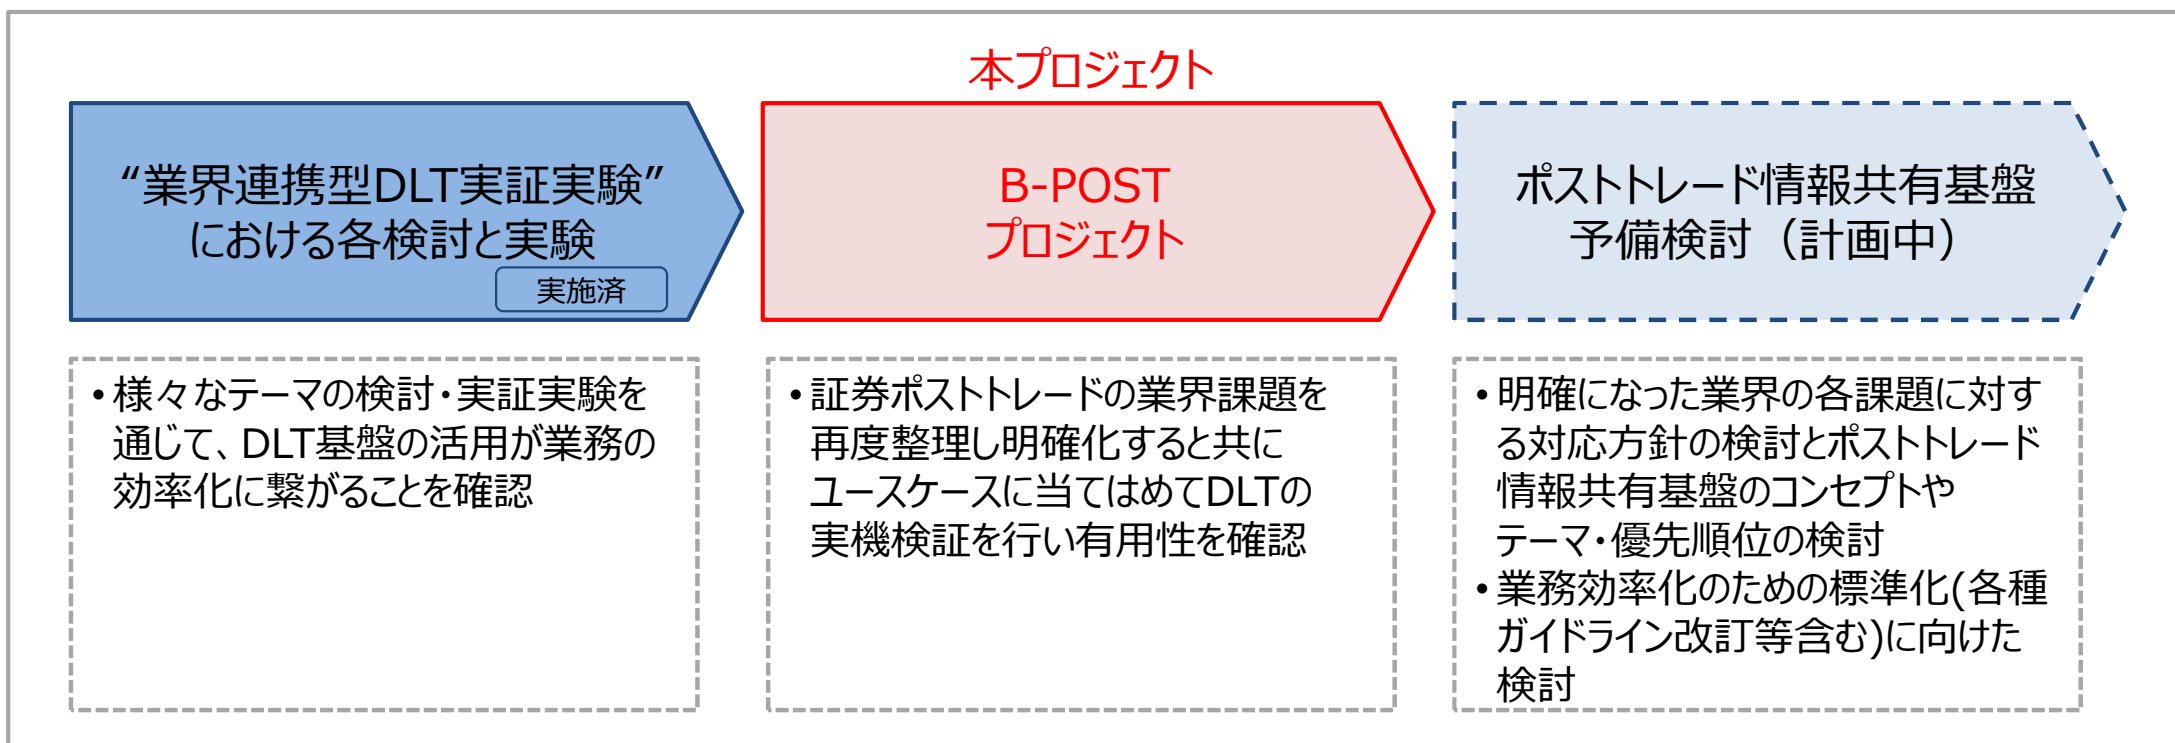 本プロジェクト
“業界連携型DLT実証実験”
における各検討と実験
実施済
B-POST
プロジェクト
ポストトレード情報共有基盤
予備検討（計画中）
•様々なテーマの検討・実証実験を
通じて、DLT基盤の活用が業務の
効率化に繋がることを確認
•証券ポストトレードの業界課題を
再度整理し明確化すると共に
ユースケースに当てはめてDLTの
実機検証を行い有用性を確認
•明確になった業界の各課題に対す
る対応方針の検討とポストトレード
情報共有基盤のコンセプトや
テーマ・優先順位の検討
•業務効率化のための標準化(各種
ガイドライン改訂等含む)に向けた
検討